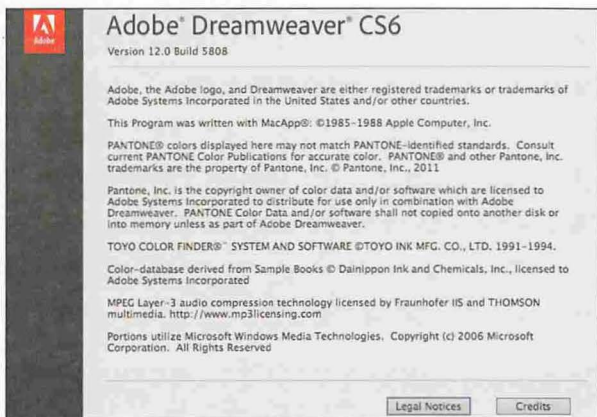 Adobe
Adobe® Dreamweaver® CS6
Version 12.0 Build 5808
Adobe, the Adobe logo, and Dreamweaver are either registered trademarks or trademarks of
Adobe Systems Incorporated in the United States and/or other countries.
This Program was written with MacApp®: ©1985-1988 Apple Computer, Inc.
PANTONE® colors displayed here may not match PANTONE-identified standards. Consult
current PANTONE Color Publications for accurate color. PANTONE® and other Pantone, Inc.
trademarks are the property of Pantone, Inc. © Pantone, Inc., 2011
Pantone, Inc. is the copyright owner of color data and/or software which are licensed to
Adobe Systems Incorporated to distribute for use only in combination with Adobe
Dreamweaver. PANTONE Color Data and/or software shall not copied onto another disk or
into memory unless as part of Adobe Dreamweaver.
TOYO COLOR FINDER®™ SYSTEM AND SOFTWARE ©TOYO INK MFG. CO., LTD. 1991-1994.
Color-database derived from Sample Books © Dainippon Ink and Chemicals, Inc., licensed to
Adobe Systems Incorporated
MPEG Layer-3 audio compression technology licensed by Fraunhofer IIS and THOMSON
multimedia. http://www.mp3licensing.com
Portions utilize Microsoft Windows Media Technologies. Copyright (c) 2006 Microsoft
Corporation. All Rights Reserved
Legal Notices
Credits